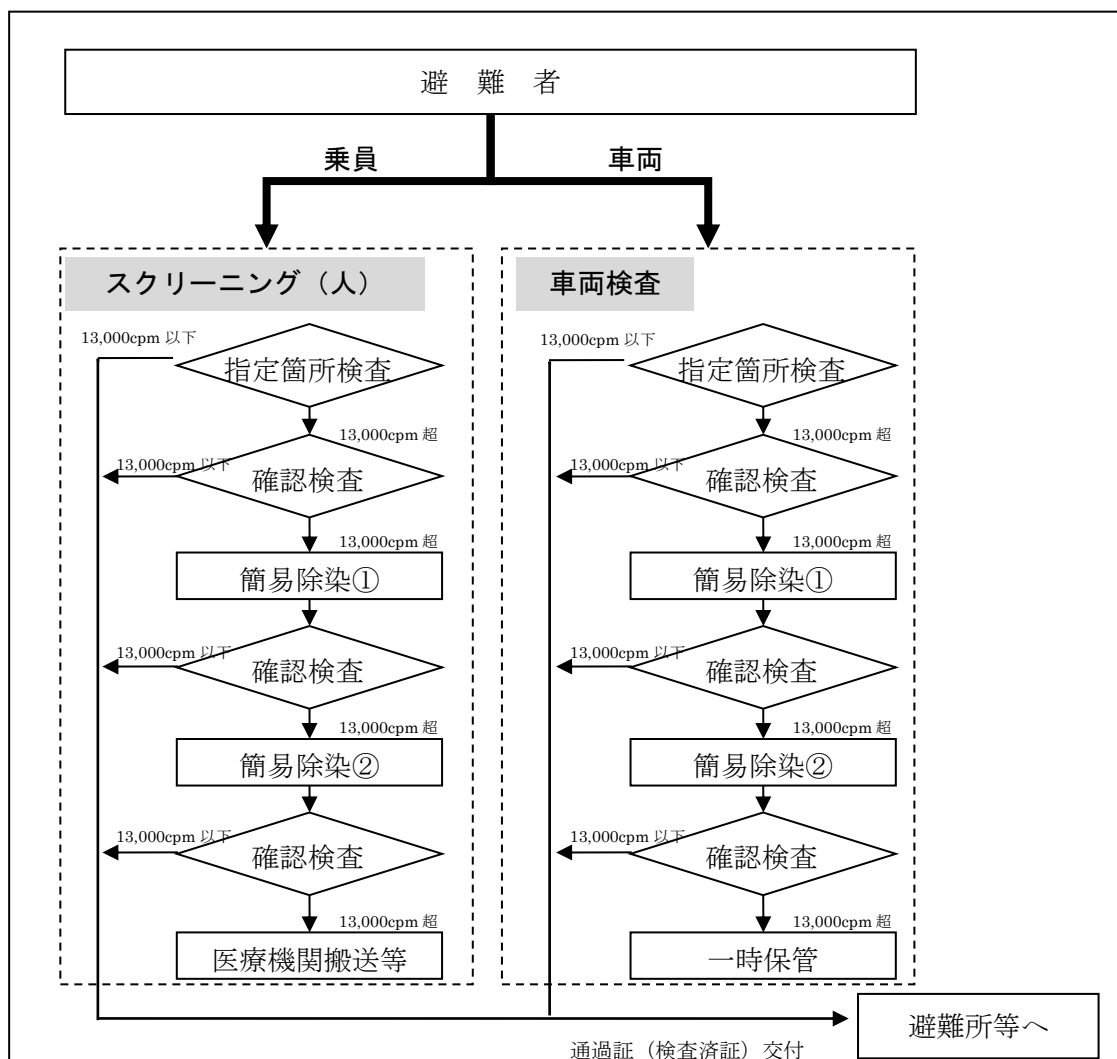 避 難 者
乗員
車両
スクリーニング（人）
13,000cpm 以下
指定箇所検査
13,000cpm 超
13,000cpm 以下
確認検査
13,000cpm 超
簡易除染①
13,000cpm 以下
確認検査
13,000cpm 超
簡易除染②
13,000cpm 以下
確認検査
13,000cpm 超
医療機関搬送等
車両検査
13,000cpm 以下
指定箇所検査
13,000cpm 超
13,000cpm 以下
確認検査
13,000cpm 超
簡易除染①
13,000cpm 以下
確認検査
13,000cpm 超
簡易除染②
13,000cpm 以下
確認検査
13,000cpm 超
一時保管
避難所等へ
通過証（検査済証）交付